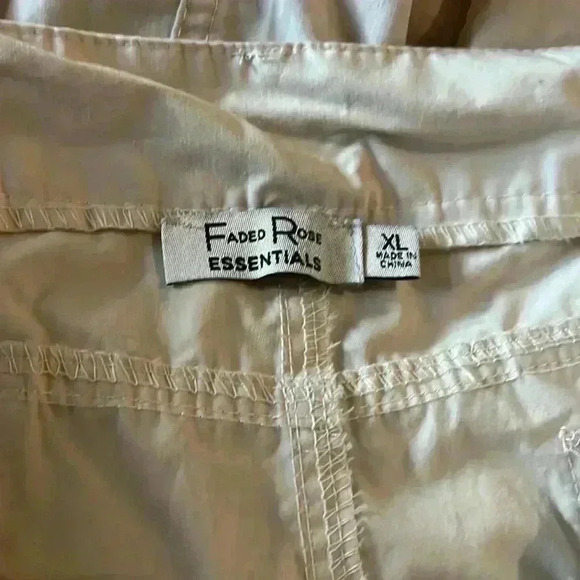 FADED ROSE
ESSENTIALS
XL
MADE IN
CHINA